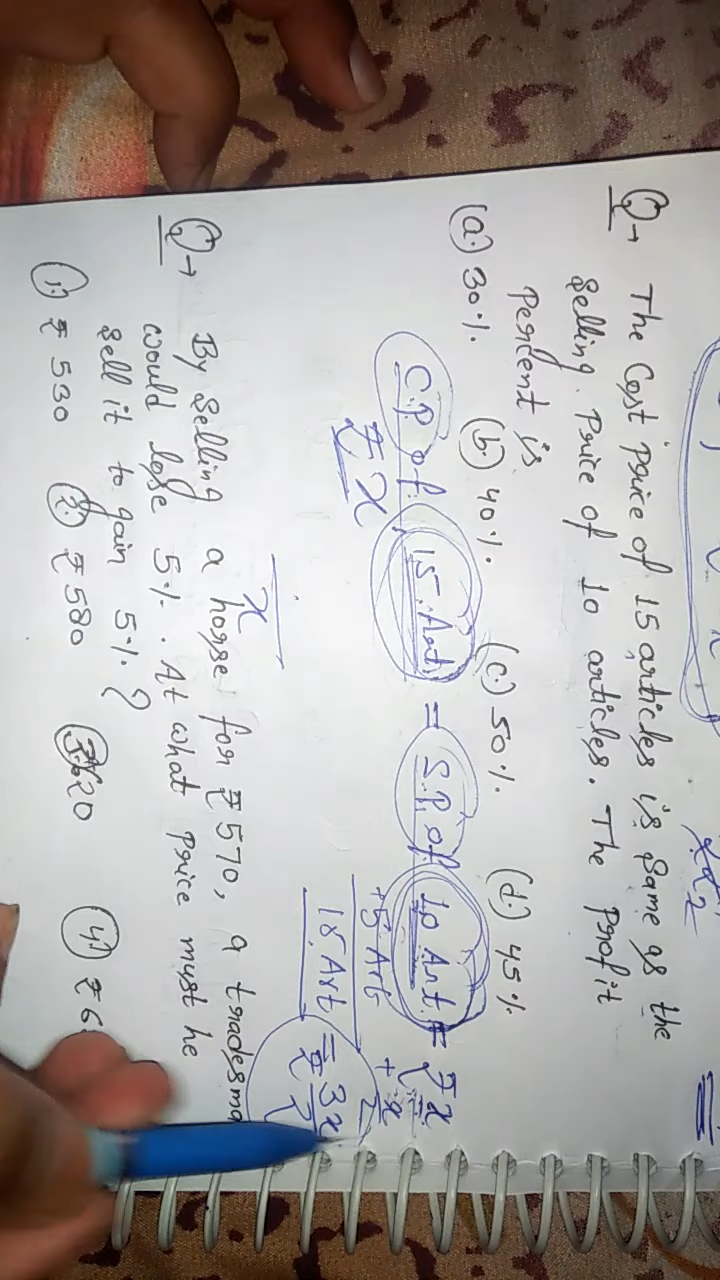 Q→ The Cost price of 15 articles is same as the
selling price of 10 articles. The profit
percent is
(a.) 30%. (b.) 40%. (c.) 50%. (d.) 45%
C.P. of 15 Art = S.P. of 10 Art = ₹x
₹ x
+5 Art + x/2
15 Art = 3x/2
x
Q→ By Selling a horse for ₹570, a tradesma
would lose 5%. At what price must he
sell it to gain 5%?
(1.) ₹530 (2.) ₹580 (3.) ₹620 (4.) ₹6